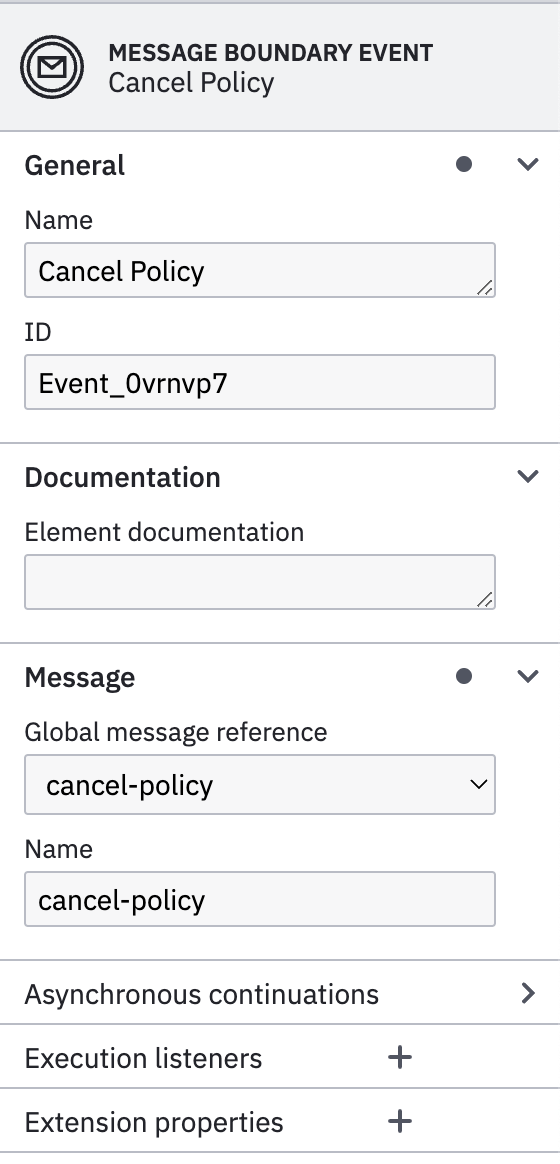 MESSAGE BOUNDARY EVENT
Cancel Policy
General
Name
Cancel Policy
ID
Event_0vrnvp7
Documentation
Element documentation
Message
Global message reference
cancel-policy
Name
cancel-policy
Asynchronous continuations
Execution listeners
Extension properties